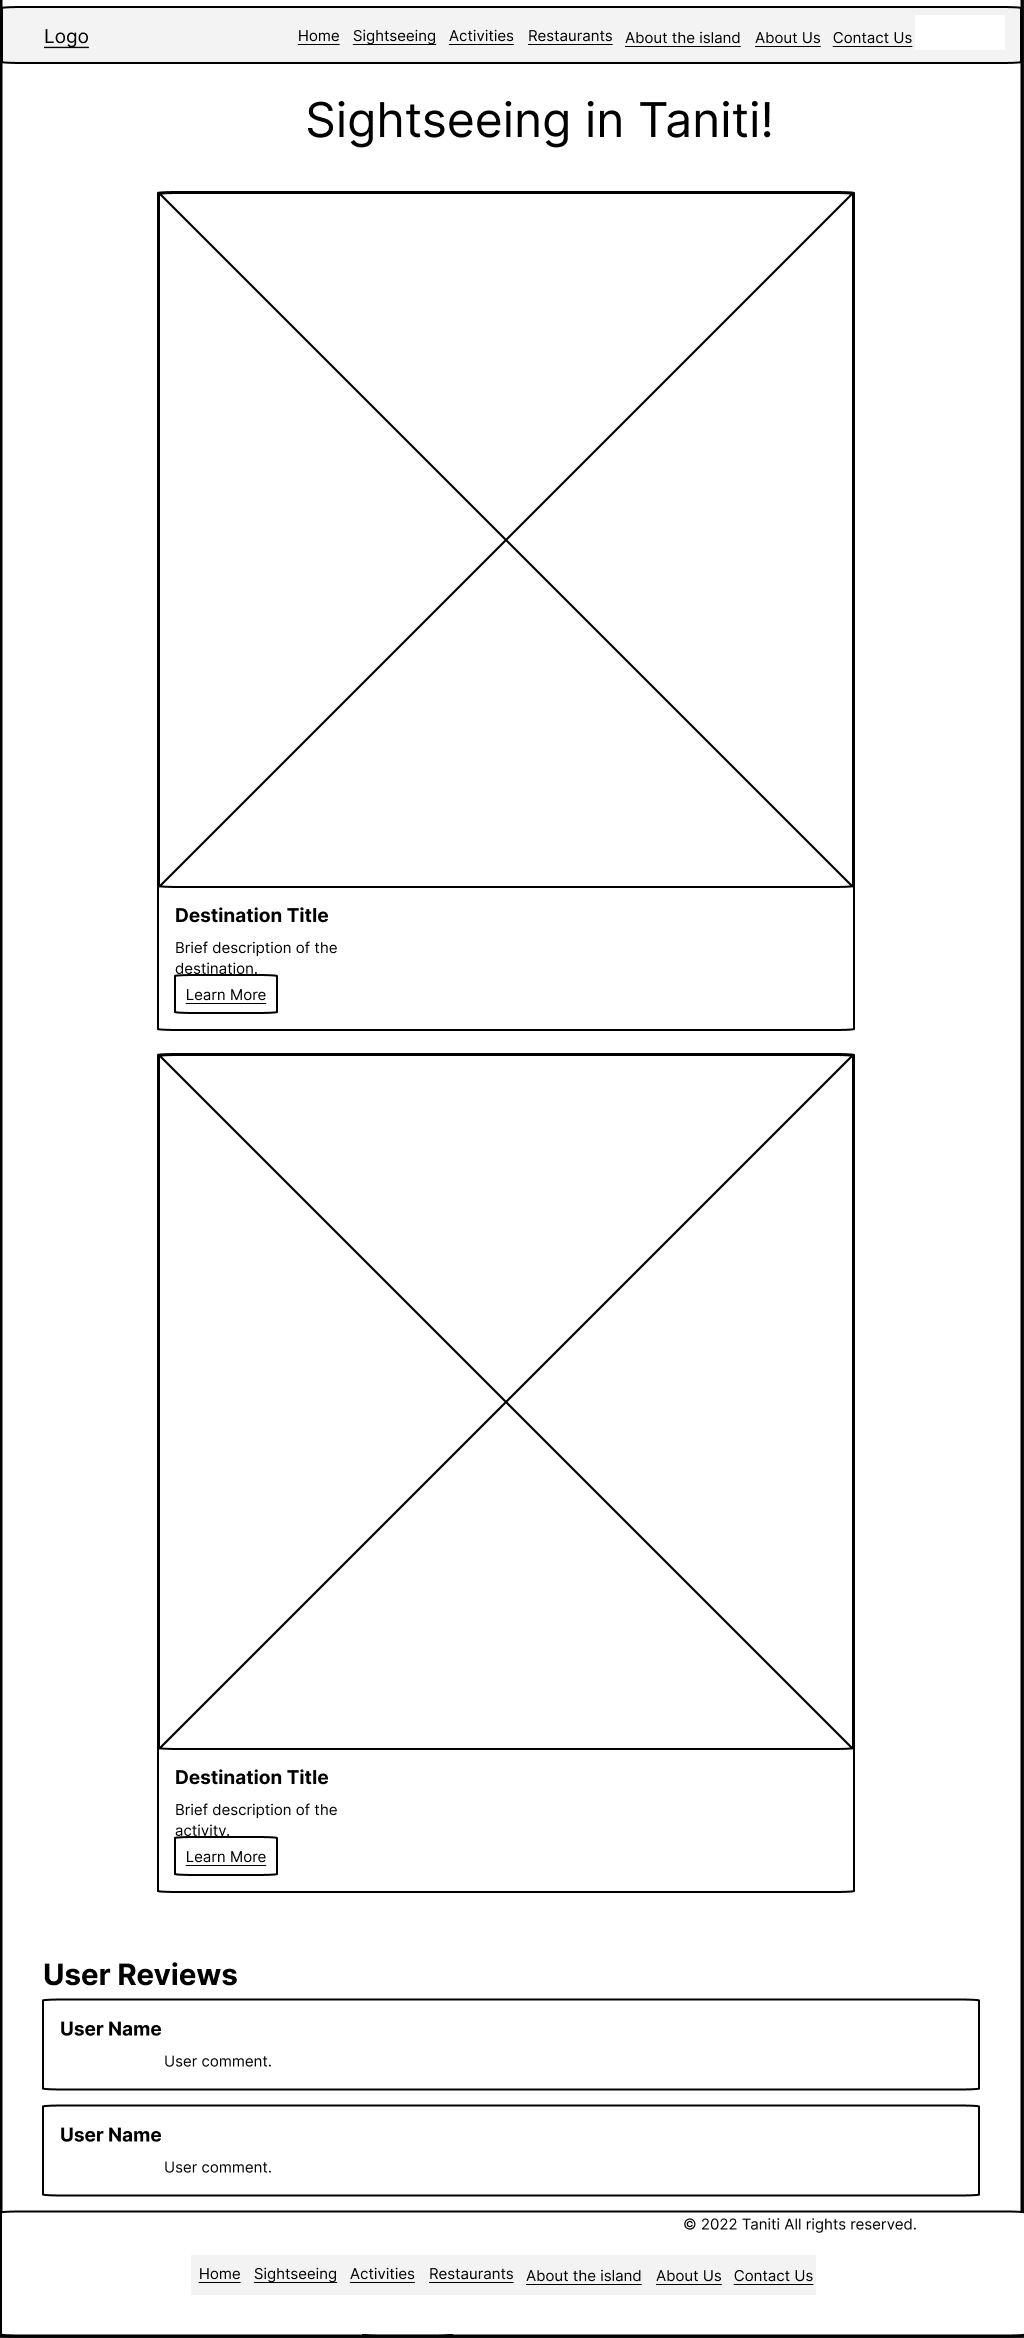 Logo Home Sightseeing Activities Restaurants About the island About Us Contact Us
Sightseeing in Taniti!
Destination Title
Brief description of the
destination.
Learn More
Destination Title
Brief description of the
activity.
Learn More
User Reviews
User Name
User comment.
User Name
User comment.
© 2022 Taniti All rights reserved.
Home Sightseeing Activities Restaurants About the island About Us Contact Us